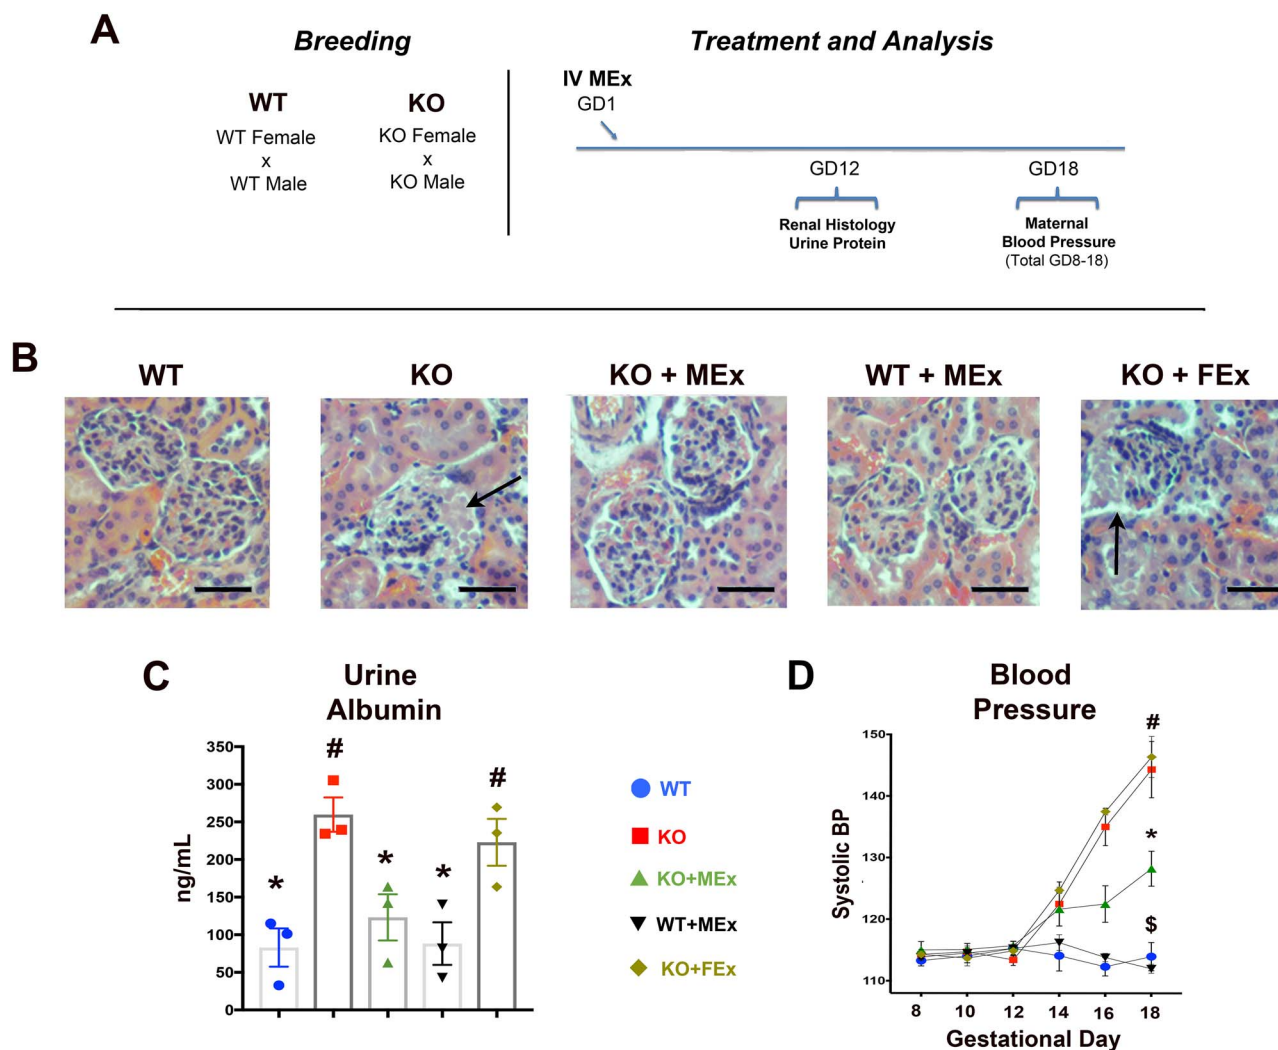 A
Breeding
WT
WT Female
x
WT Male
KO
KO Female
x
KO Male
Treatment and Analysis
IV MEx
GD1
GD12
Renal Histology
Urine Protein
GD18
Maternal
Blood Pressure
(Total GD8-18)
B
WT
KO
KO + MEx
WT + MEx
KO + FEx
C
Urine
Albumin
ng/mL
350
300
250
200
150
100
50
0
*
#
*
*
#
WT
KO
KO+MEx
WT+MEx
KO+FEx
D
Blood
Pressure
Systolic BP
150
140
130
120
110
#
*
$
8 10 12 14 16 18
Gestational Day